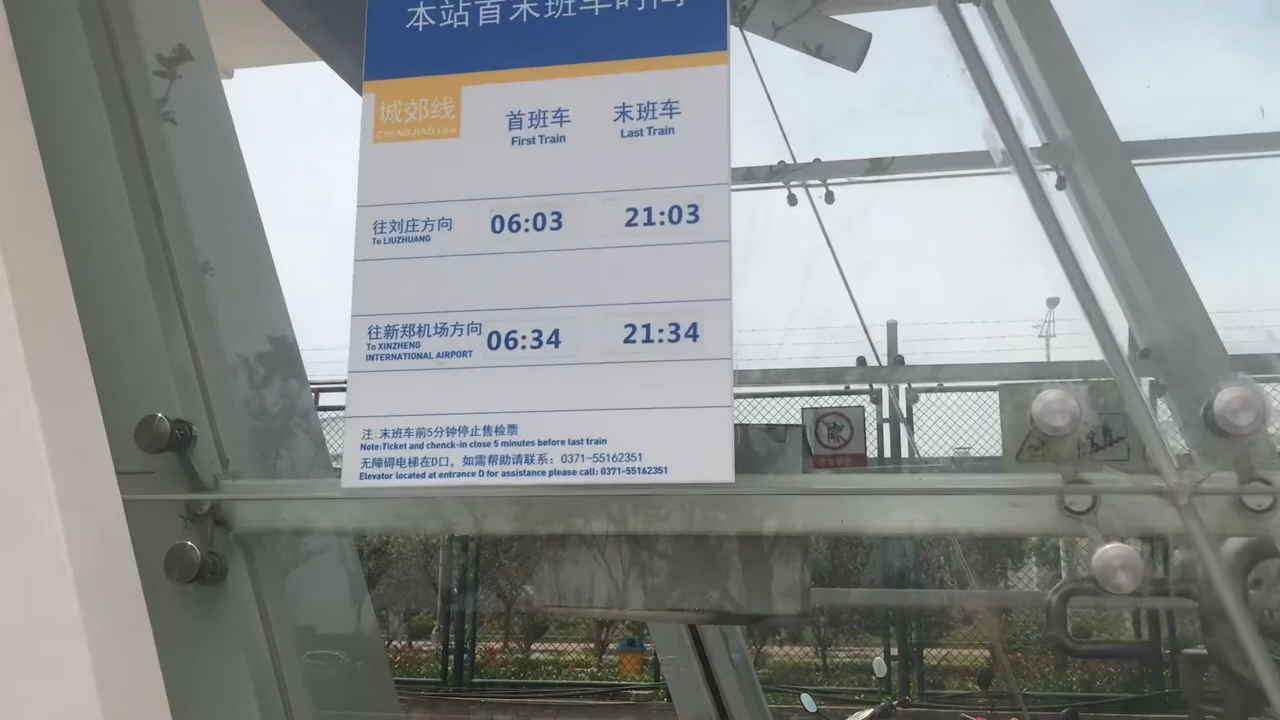 本站首末班车时间
城郊线
CHENGJIAO Line
首班车
First Train
末班车
Last Train
往刘庄方向
To LIUZHUANG
06:03
21:03
往新郑机场方向
To XINZHENG
INTERNATIONAL AIRPORT
06:34
21:34
注:末班车前5分钟停止售检票
Note:Ticket and chenck-in close 5 minutes before last train
无障碍电梯在D口，如需帮助请联系：0371-55162351
Elevator located at entrance D for assistance please call: 0371-55162351